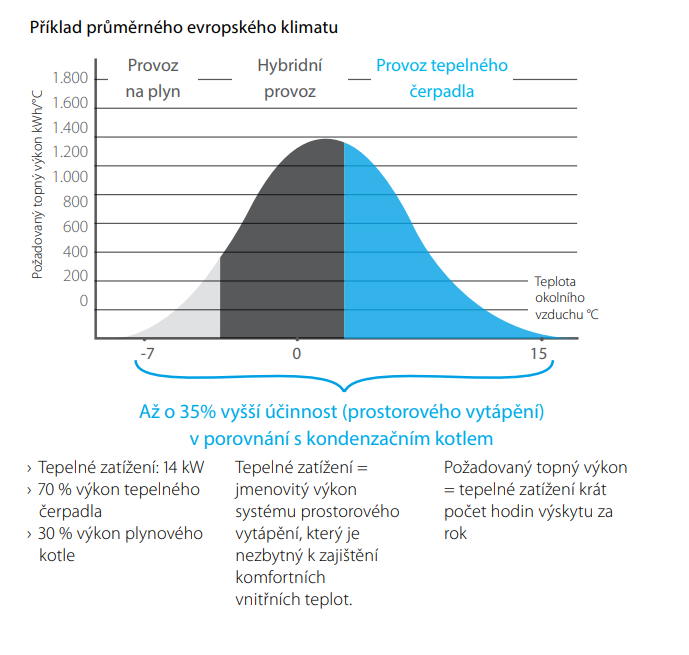 Příklad průměrného evropského klimatu
Provoz
na plyn
Hybridní
provoz
Provoz tepelného
čerpadla
Požadovaný topný výkon kWh/°C
1.800
1.600
1.400
1.200
1.000
800
600
400
200
0
Teplota
okolního
vzduchu °C
-7
0
15
Až o 35% vyšší účinnost (prostorového vytápění)
v porovnání s kondenzačním kotlem
› Tepelné zatížení: 14 kW
› 70 % výkon tepelného
čerpadla
› 30 % výkon plynového
kotle
Tepelné zatížení =
jmenovitý výkon
systému prostorového
vytápění, který je
nezbytný k zajištění
komfortních
vnitřních teplot.
Požadovaný topný výkon
= tepelné zatížení krát
počet hodin výskytu za
rok